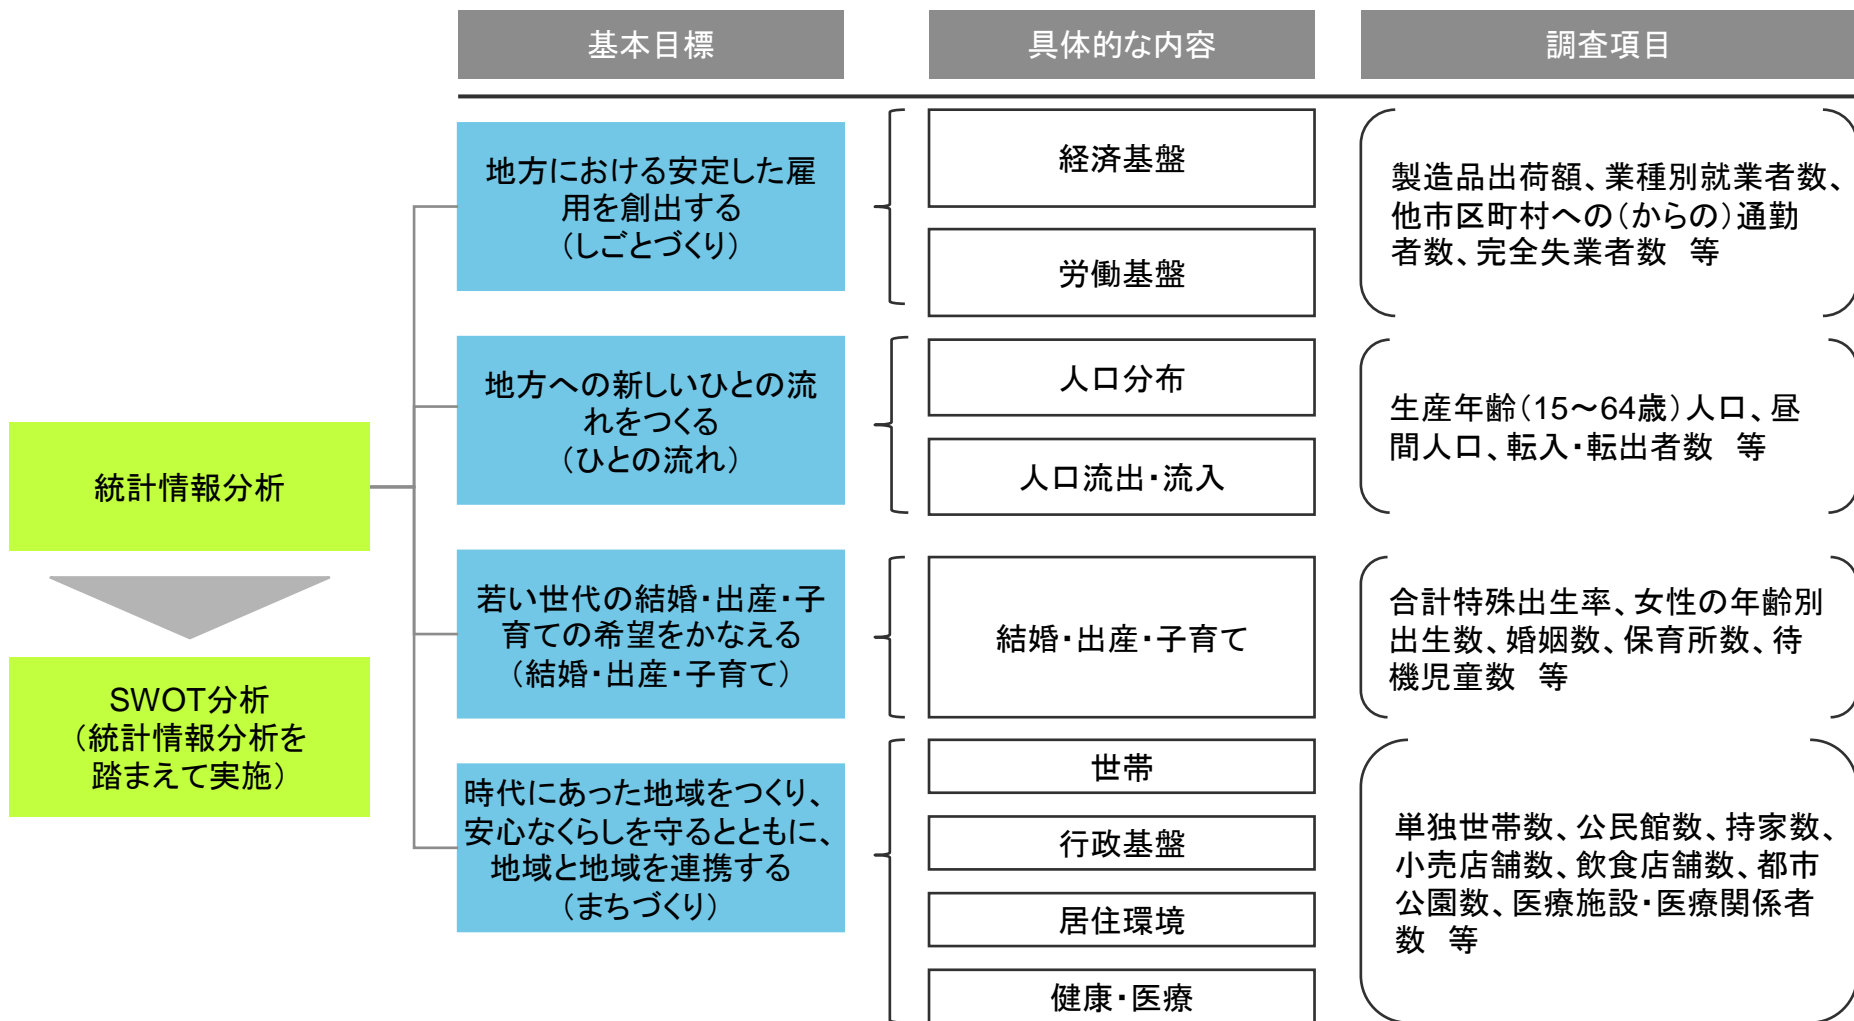 基本目標
具体的な内容
調査項目
地方における安定した雇
用を創出する
（しごとづくり）
経済基盤
労働基盤
製造品出荷額、業種別就業者数、
他市区町村への（からの）通勤
者数、完全失業者数　等
地方への新しいひとの流
れをつくる
（ひとの流れ）
人口分布
人口流出・流入
生産年齢（15～64歳）人口、昼
間人口、転入・転出者数　等
統計情報分析
若い世代の結婚・出産・子
育ての希望をかなえる
（結婚・出産・子育て）
結婚・出産・子育て
合計特殊出生率、女性の年齢別
出生数、婚姻数、保育所数、待
機児童数　等
SWOT分析
（統計情報分析を
踏まえて実施）
時代にあった地域をつくり、
安心なくらしを守るとともに、
地域と地域を連携する
（まちづくり）
世帯
行政基盤
居住環境
健康・医療
単独世帯数、公民館数、持家数、
小売店舗数、飲食店舗数、都市
公園数、医療施設・医療関係者
数　等